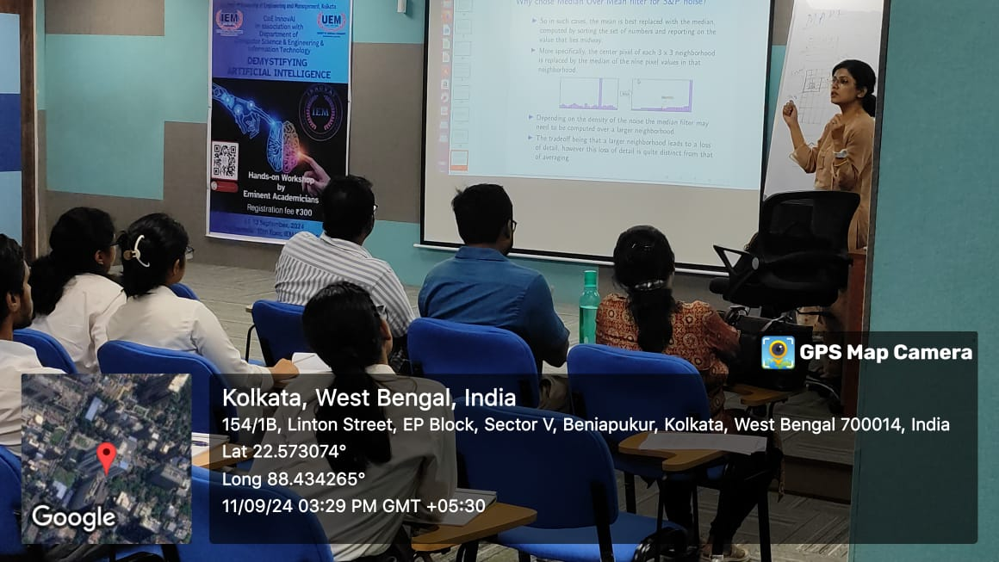 of Engineering and Management, Kolkata
IEM
UEM
CoE InnovAI
in association with
Department of
Computer Science & Engineering &
Information Technology
DEMYSTIFYING
ARTIFICIAL INTELLIGENCE
IEM
Hands-on Workshop
by
Eminent Academicians
Registration fee ₹300
September, 2024
Why chose Median Over Mean filter for S&P noise?
So in such cases, the mean is best replaced with the median,
computed by sorting the set of numbers and reporting on the
value that lies midway.
More specifically, the center pixel of each 3 x 3 neighborhood
is replaced by the median of the nine pixel values in that
neighborhood.
Depending on the density of the noise the median filter may
need to be computed over a larger neighborhood.
The tradeoff being that a larger neighborhood leads to a loss
of detail, however this loss of detail is quite distinct from that
of averaging.
GPS Map Camera
Kolkata, West Bengal, India
154/1B, Linton Street, EP Block, Sector V, Beniapukur, Kolkata, West Bengal 700014, India
Lat 22.573074°
Long 88.434265°
11/09/24 03:29 PM GMT +05:30
Google